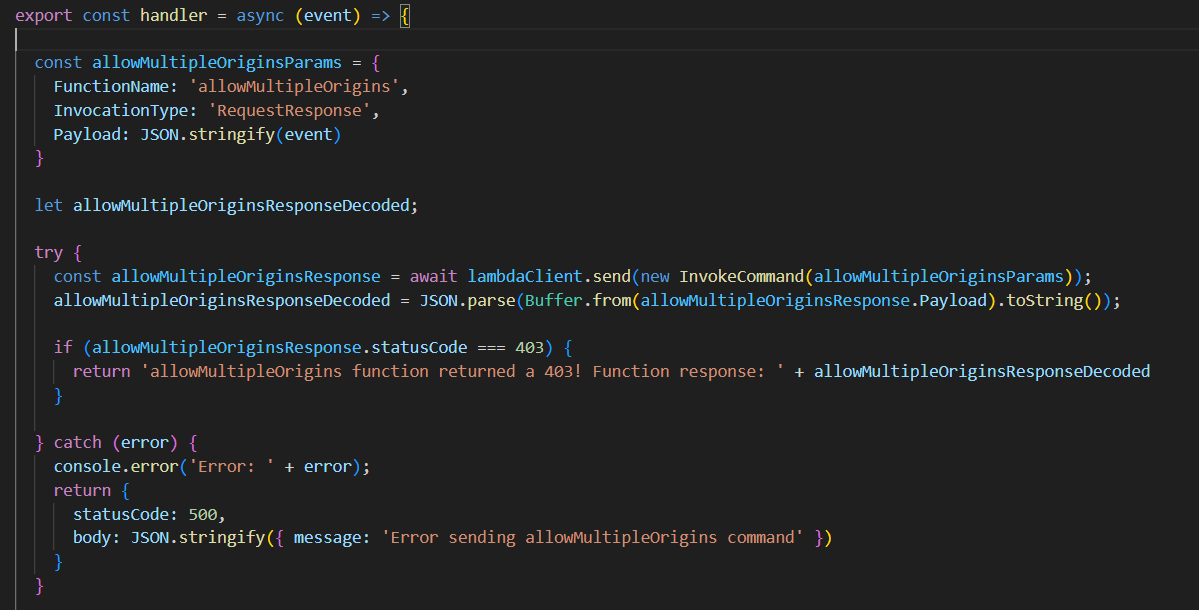 export const handler = async (event) => {
const allowMultipleOriginsParams = {
FunctionName: 'allowMultipleOrigins',
InvocationType: 'RequestResponse',
Payload: JSON.stringify(event)
}
let allowMultipleOriginsResponseDecoded;
try {
const allowMultipleOriginsResponse = await lambdaClient.send(new InvokeCommand(allowMultipleOriginsParams));
allowMultipleOriginsResponseDecoded = JSON.parse(Buffer.from(allowMultipleOriginsResponse.Payload).toString());
if (allowMultipleOriginsResponse.statusCode === 403) {
return 'allowMultipleOrigins function returned a 403! Function response: ' + allowMultipleOriginsResponseDecoded
}
} catch (error) {
console.error('Error: ' + error);
return {
statusCode: 500,
body: JSON.stringify({ message: 'Error sending allowMultipleOrigins command' })
}
}